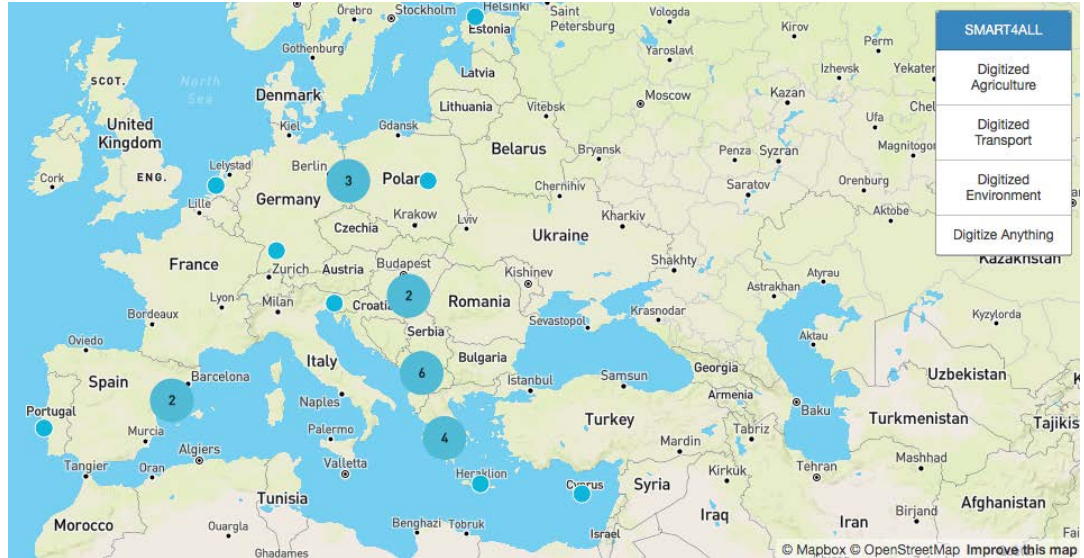 Örebro
Stockholm
Helsinki
Saint
Petersburg
Vologda
Kirov
Perm
SMART4ALL
Estonia
Gothenburg
Yaroslavl
Izhevsk
Yekater
Digitized
Agriculture
SCOT.
North
Sea
Latvia
Denmark
Moscow
Kazan
Chel
Lithuania
Vitebsk
Ufa
United
Kingdom
Kiel
Gdansk
Digitized
Transport
Magnitogor
Belarus
Bryansk
Penza
Syzran
ENG.
Lelystad
Berlin
3
Polan
Cork
Germany
Chernihiv
Saratov
Orenburg
Digitized
Environment
Lille
Aktobe
Czechia
Krakow
Lviv
Kharkiv
Ukraine
Digitize Anything
France
Zurich
Austria
Budapest
Kishinev
Shakhty
Atyrau
Kazakhstan
Astrakhan
Lyon
Milan
Croatia
2
Romania
Bordeaux
Sevastopol
Krasnodar
Kyzylorda
Serbia
Aktau
Oviedo
Italy
Bulgaria
Georgia
Uzbekistan
Spain
Barcelona
6
Istanbul
Samsun
Armenia
2
Naples
Baku
Portugal
Turkey
Turkmenistan
Tajikis
Murcia
Palermo
4
Mardin
Tabriz
Algiers
Tangier
Oran
Valletta
Heraklion
Cyprus
Kirkuk
Tehran
Mashhad
Tunisia
Syria
Afghanistan
Morocco
Ouargla
Benghazi
Tobruk
Israel
Iraq
Iran
Birjand
Ghadames
© Mapbox © OpenStreetMap Improve this map